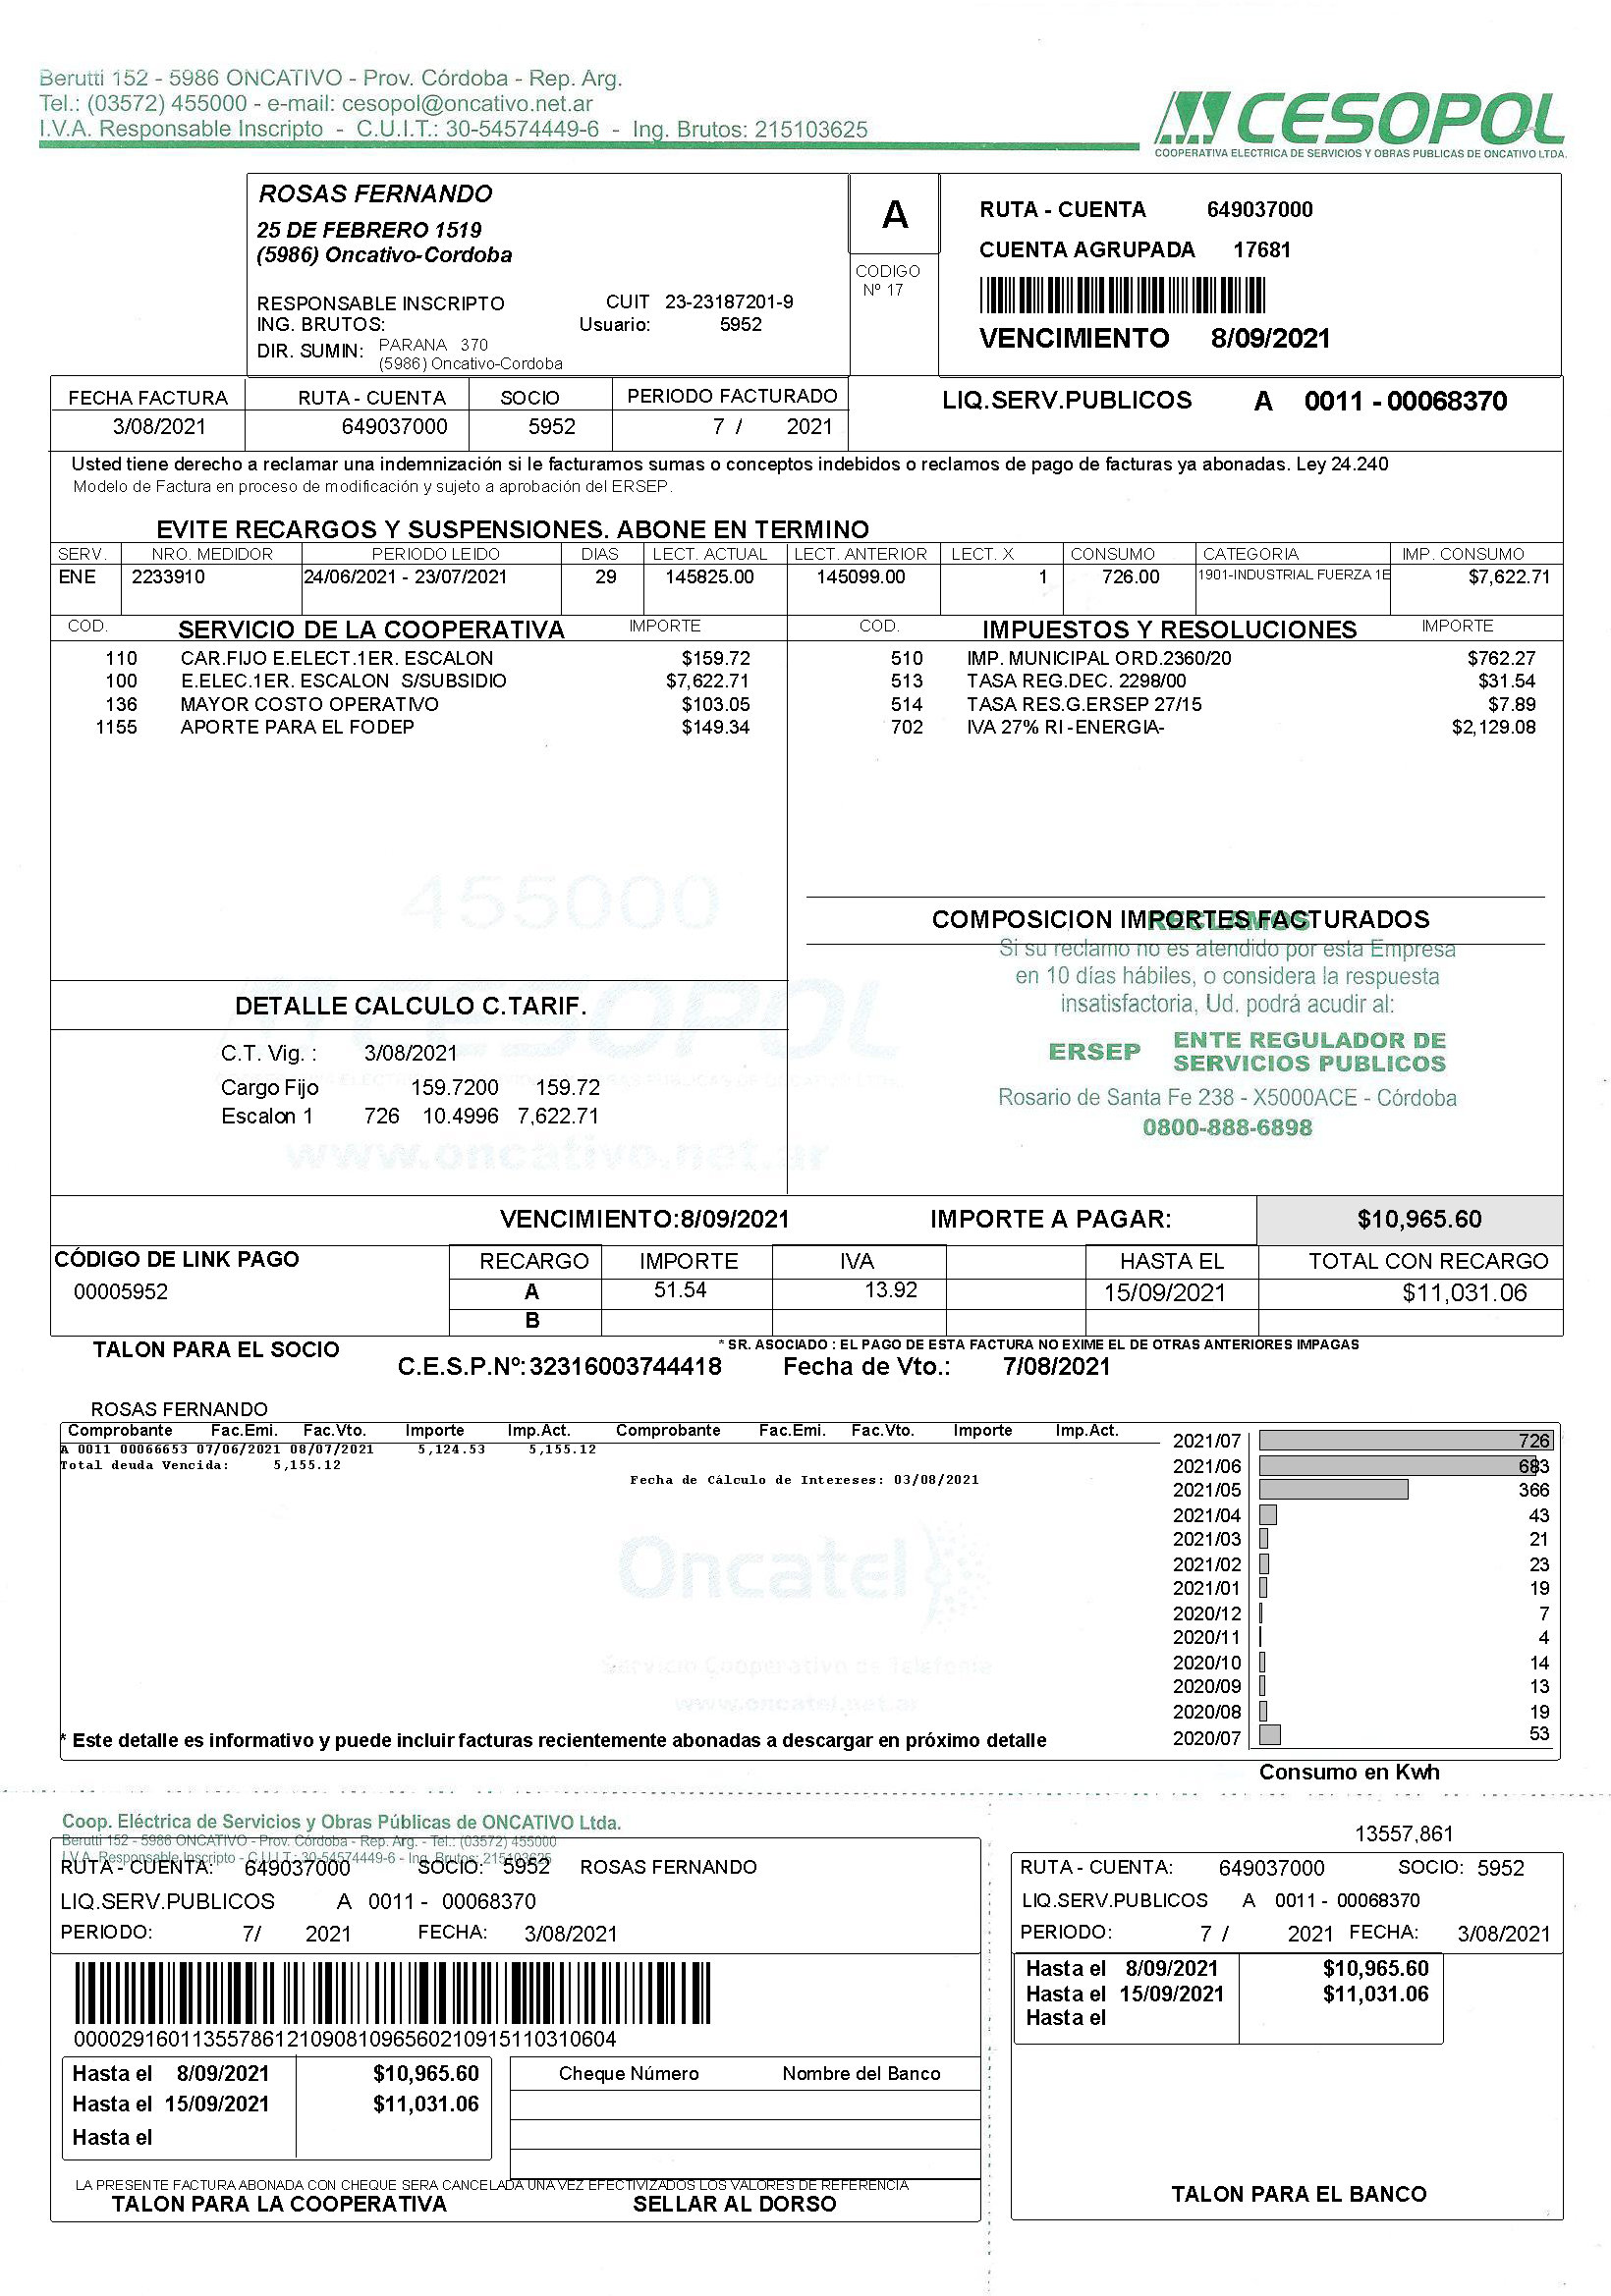 Berutti 152 - 5986 ONCATIVO - Prov. Córdoba - Rep. Arg.
Tel.: (03572) 455000 - e-mail: cesopol@oncativo.net.ar
I.V.A. Responsable Inscripto - C.U.I.T.: 30-54574449-6 - Ing. Brutos: 215103625
CESOPOL
COOPERATIVA ELECTRICA DE SERVICIOS Y OBRAS PUBLICAS DE ONCATIVO LTDA.
ROSAS FERNANDO
25 DE FEBRERO 1519
(5986) Oncativo-Cordoba
RESPONSABLE INSCRIPTO CUIT 23-23187201-9
ING. BRUTOS: Usuario: 5952
DIR. SUMIN: PARANA 370
(5986) Oncativo-Cordoba
A
CODIGO
Nº 17
RUTA - CUENTA 649037000
CUENTA AGRUPADA 17681
VENCIMIENTO 8/09/2021
FECHA FACTURA RUTA - CUENTA SOCIO PERIODO FACTURADO
3/08/2021 649037000 5952 7 / 2021
LIQ.SERV.PUBLICOS A 0011 - 00068370
Usted tiene derecho a reclamar una indemnización si le facturamos sumas o conceptos indebidos o reclamos de pago de facturas ya abonadas. Ley 24.240
Modelo de Factura en proceso de modificación y sujeto a aprobación del ERSEP.
EVITE RECARGOS Y SUSPENSIONES. ABONE EN TERMINO
SERV. NRO. MEDIDOR PERIODO LEIDO DIAS LECT. ACTUAL LECT. ANTERIOR LECT. X CONSUMO CATEGORIA IMP. CONSUMO
ENE 2233910 24/06/2021 - 23/07/2021 29 145825.00 145099.00 1 726.00 1901-INDUSTRIAL FUERZA 1E $7,622.71
COD. SERVICIO DE LA COOPERATIVA IMPORTE
110 CAR.FIJO E.ELECT.1ER. ESCALON $159.72
100 E.ELEC.1ER. ESCALON S/SUBSIDIO $7,622.71
136 MAYOR COSTO OPERATIVO $103.05
1155 APORTE PARA EL FODEP $149.34
COD. IMPUESTOS Y RESOLUCIONES IMPORTE
510 IMP. MUNICIPAL ORD.2360/20 $762.27
513 TASA REG.DEC. 2298/00 $31.54
514 TASA RES.G.ERSEP 27/15 $7.89
702 IVA 27% RI -ENERGIA- $2,129.08
455000
CESOPOL
www.oncativo.net.ar
COMPOSICION IMPORTES FACTURADOS
RECLAMOS
Si su reclamo no es atendido por esta Empresa
en 10 días hábiles, o considera la respuesta
insatisfactoria, Ud. podrá acudir al:
ERSEP ENTE REGULADOR DE
SERVICIOS PUBLICOS
Rosario de Santa Fe 238 - X5000ACE - Córdoba
0800-888-6898
DETALLE CALCULO C.TARIF.
C.T. Vig. : 3/08/2021
Cargo Fijo 159.7200 159.72
Escalon 1 726 10.4996 7,622.71
VENCIMIENTO:8/09/2021 IMPORTE A PAGAR: $10,965.60
CÓDIGO DE LINK PAGO RECARGO IMPORTE IVA HASTA EL TOTAL CON RECARGO
00005952 A 51.54 13.92 15/09/2021 $11,031.06
B
TALON PARA EL SOCIO * SR. ASOCIADO : EL PAGO DE ESTA FACTURA NO EXIME EL DE OTRAS ANTERIORES IMPAGAS
C.E.S.P.Nº: 32316003744418 Fecha de Vto.: 7/08/2021
ROSAS FERNANDO
Comprobante Fac.Emi. Fac.Vto. Importe Imp.Act. Comprobante Fac.Emi. Fac.Vto. Importe Imp.Act.
A 0011 00066653 07/06/2021 08/07/2021 5,124.53 5,155.12
Total deuda Vencida: 5,155.12
Fecha de Cálculo de Intereses: 03/08/2021
2021/07 726
2021/06 683
2021/05 366
2021/04 43
2021/03 21
2021/02 23
2021/01 19
2020/12 7
2020/11 4
2020/10 14
2020/09 13
2020/08 19
2020/07 53
Consumo en Kwh
Oncatel
Servicio Cooperativo de Telefonía
www.oncatel.net.ar
* Este detalle es informativo y puede incluir facturas recientemente abonadas a descargar en próximo detalle
Coop. Eléctrica de Servicios y Obras Públicas de ONCATIVO Ltda.
Berutti 152 - 5986 ONCATIVO - Prov. Córdoba - Rep. Arg. - Tel.: (03572) 455000
I.V.A. Responsable Inscripto - C.U.I.T.: 30-54574449-6 - Ing. Brutos: 215103625
RUTA - CUENTA: 649037000 SOCIO: 5952 ROSAS FERNANDO
LIQ.SERV.PUBLICOS A 0011 - 00068370
PERIODO: 7/ 2021 FECHA: 3/08/2021
00002916011355786121090810965602109151103106​04
Hasta el 8/09/2021 $10,965.60
Hasta el 15/09/2021 $11,031.06
Hasta el
Cheque Número Nombre del Banco
LA PRESENTE FACTURA ABONADA CON CHEQUE SERA CANCELADA UNA VEZ EFECTIVIZADOS LOS VALORES DE REFERENCIA
TALON PARA LA COOPERATIVA SELLAR AL DORSO
13557,861
RUTA - CUENTA: 649037000 SOCIO: 5952
LIQ.SERV.PUBLICOS A 0011 - 00068370
PERIODO: 7 / 2021 FECHA: 3/08/2021
Hasta el 8/09/2021 $10,965.60
Hasta el 15/09/2021 $11,031.06
Hasta el
TALON PARA EL BANCO